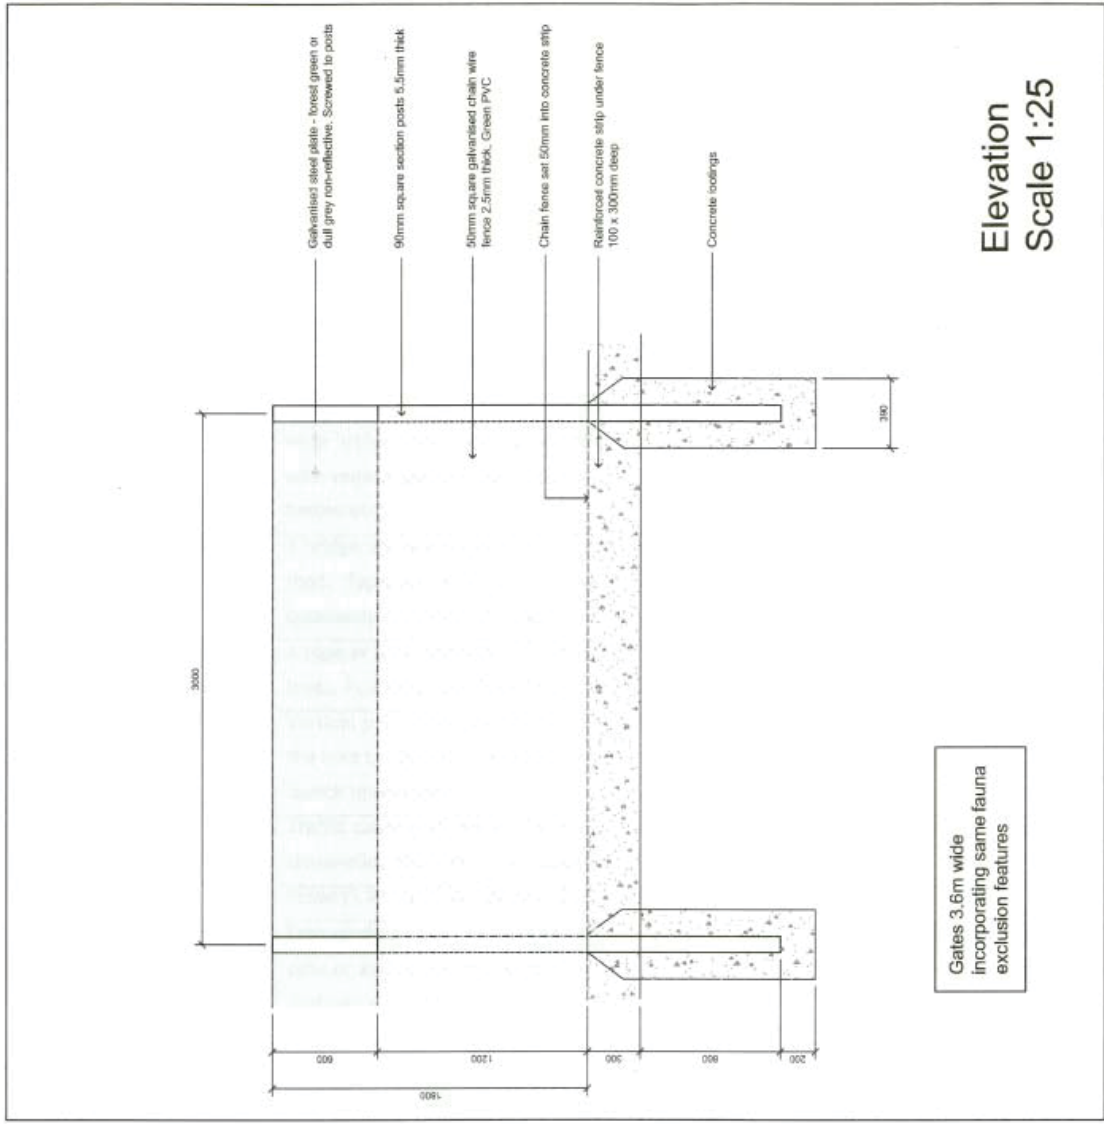 Galvanised steel plate - forest green or
dull grey non-reflective. Screwed to posts
90mm square section posts 5.5mm thick
50mm square galvanised chain wire
fence 2.5mm thick, Green PVC
Chain fence set 50mm into concrete strip
Reinforced concrete strip under fence
100 x 300mm deep
Concrete footings
3000
600
1200
1800
300
800
200
390
Gates 3.6m wide
incorporating same fauna
exclusion features
Elevation
Scale 1:25